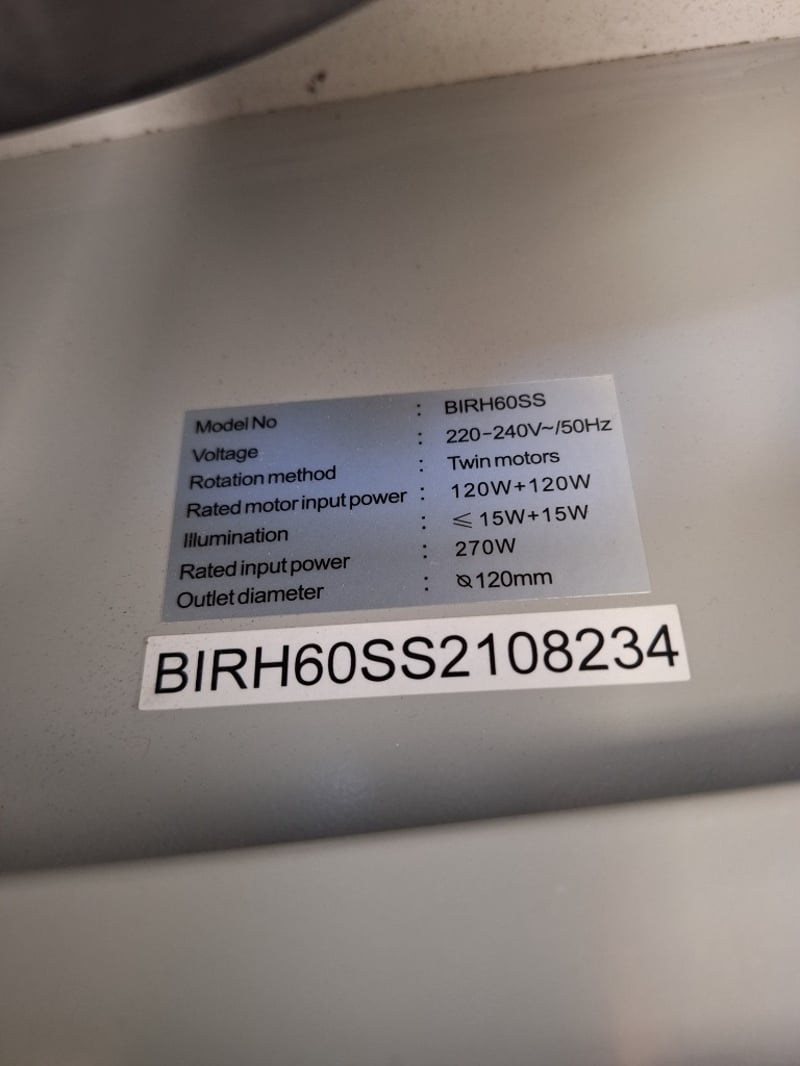 Model No : BIRH60SS
Voltage : 220-240V~/50Hz
Rotation method : Twin motors
Rated motor input power : 120W+120W
Illumination : ⩽ 15W+15W
Rated input power : 270W
Outlet diameter : ⦰120mm
BIRH60SS2108234